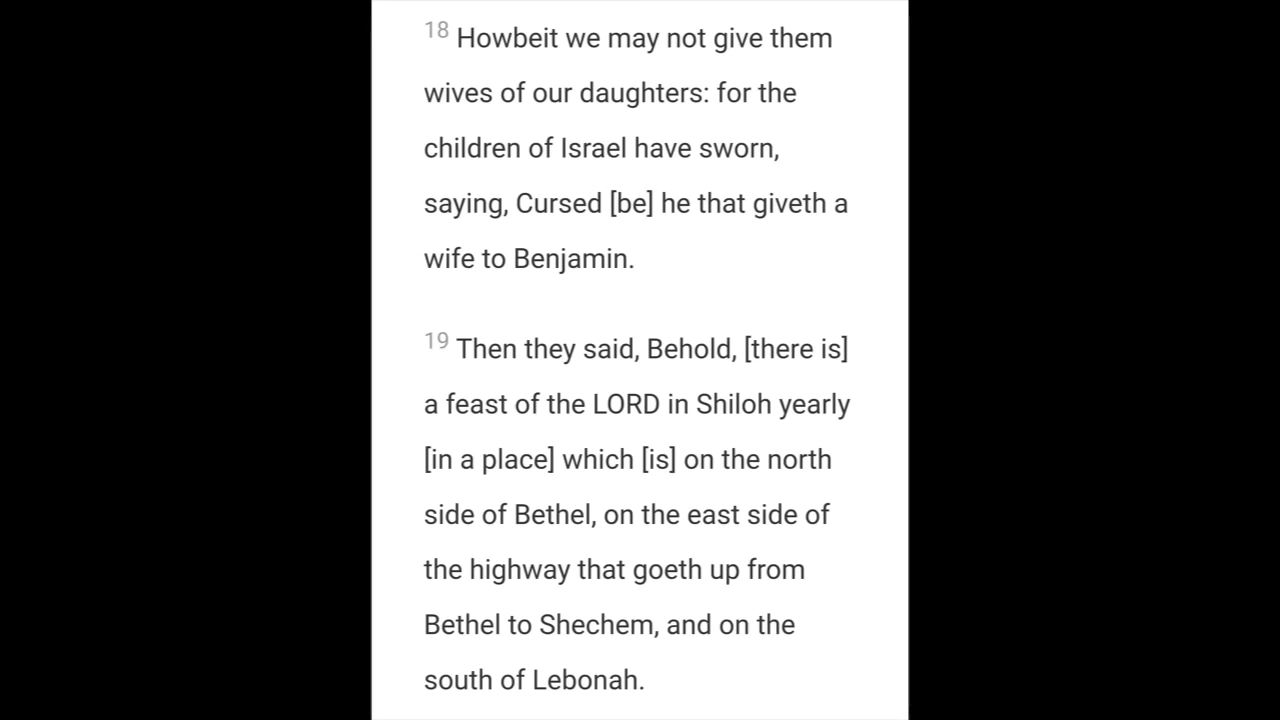 18 Howbeit we may not give them
wives of our daughters: for the
children of Israel have sworn,
saying, Cursed [be] he that giveth a
wife to Benjamin.
19 Then they said, Behold, [there is]
a feast of the LORD in Shiloh yearly
[in a place] which [is] on the north
side of Bethel, on the east side of
the highway that goeth up from
Bethel to Shechem, and on the
south of Lebonah.